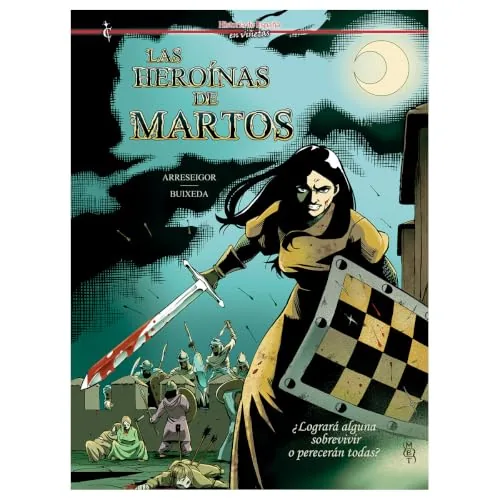 Historia de España
en viñetas
LAS
HEROÍNAS
DE
MARTOS
ARRESEIGOR
BUIXEDA
¿Logrará alguna
sobrevivir
o perecerán todas?